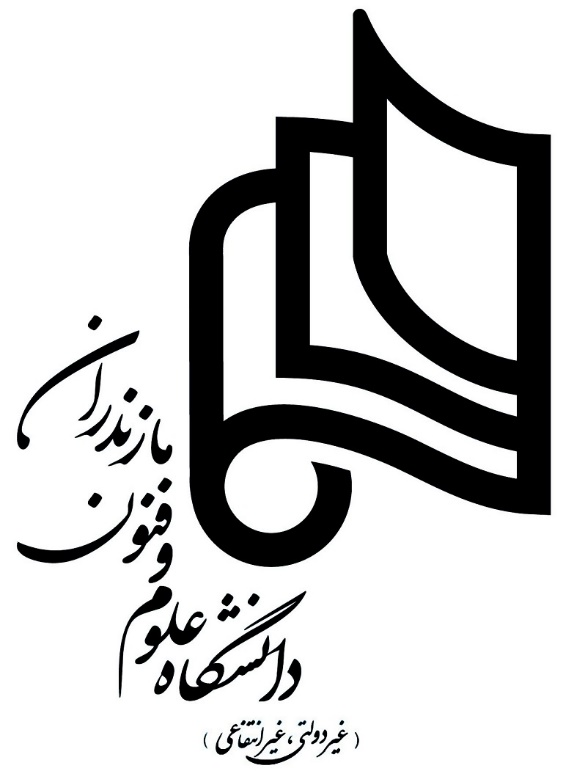 دانشگاه علوم
و فنون
مازندران
( غیردولتی، غیرانتفاعی )